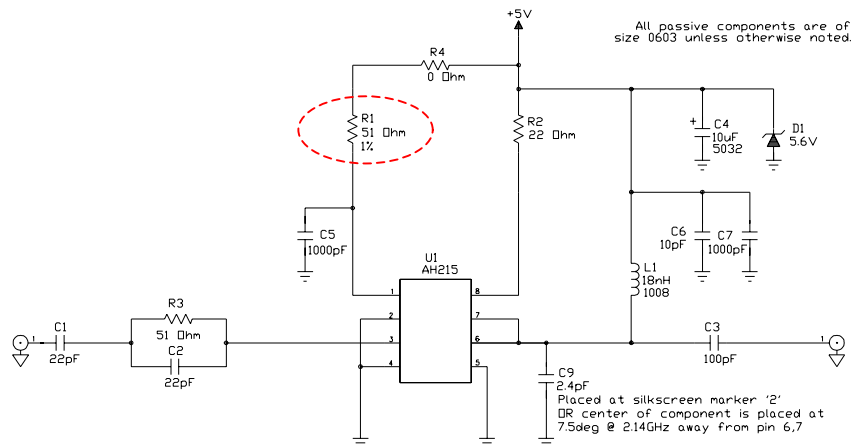 +5V
All passive components are of
size 0603 unless otherwise noted.
R4
0 Ohm
R1
51 Ohm
1%
R2
22 Ohm
+
C4
10uF
5032
D1
5.6V
C5
1000pF
C6
10pF
C7
1000pF
U1
AH215
L1
18nH
1008
1
8
2
7
3
6
4
5
R3
51 Ohm
C1
22pF
1
C2
22pF
C3
100pF
1
C9
2.4pF
Placed at silkscreen marker '2'
OR center of component is placed at
7.5deg @ 2.14GHz away from pin 6,7